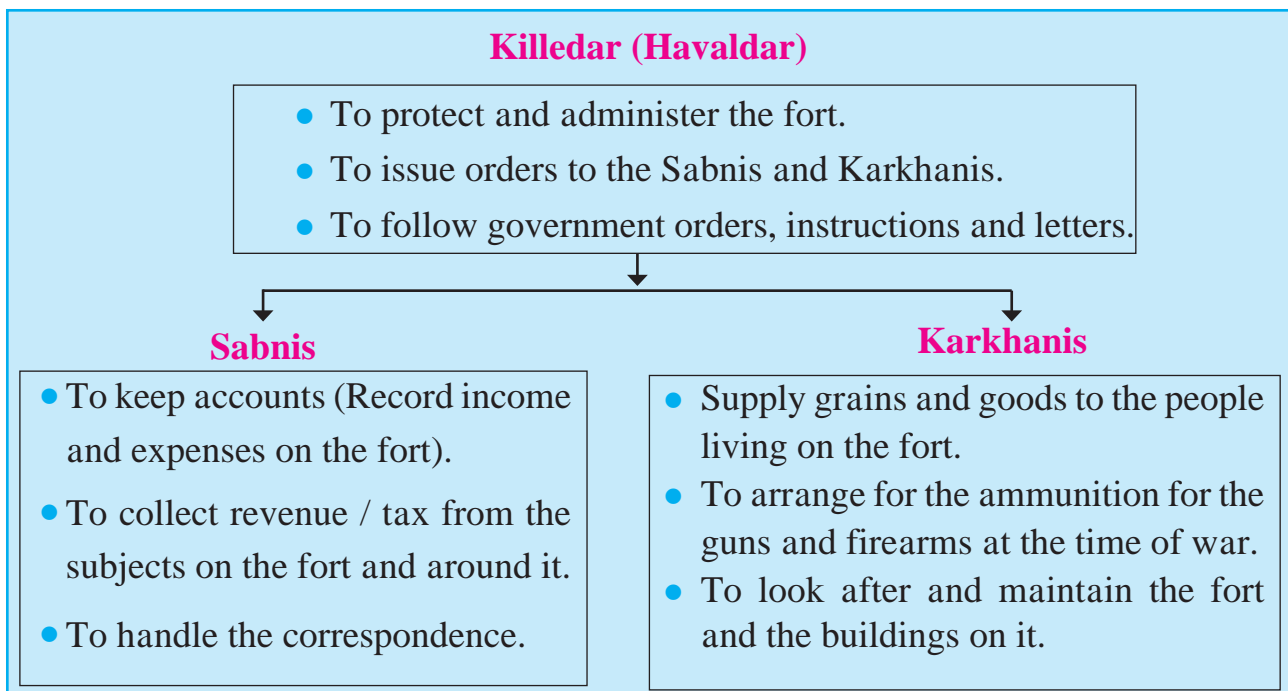 Killedar (Havaldar)
● To protect and administer the fort.
● To issue orders to the Sabnis and Karkhanis.
● To follow government orders, instructions and letters.
Sabnis
● To keep accounts (Record income
and expenses on the fort).
● To collect revenue / tax from the
subjects on the fort and around it.
● To handle the correspondence.
Karkhanis
● Supply grains and goods to the people
living on the fort.
● To arrange for the ammunition for the
guns and firearms at the time of war.
● To look after and maintain the fort
and the buildings on it.